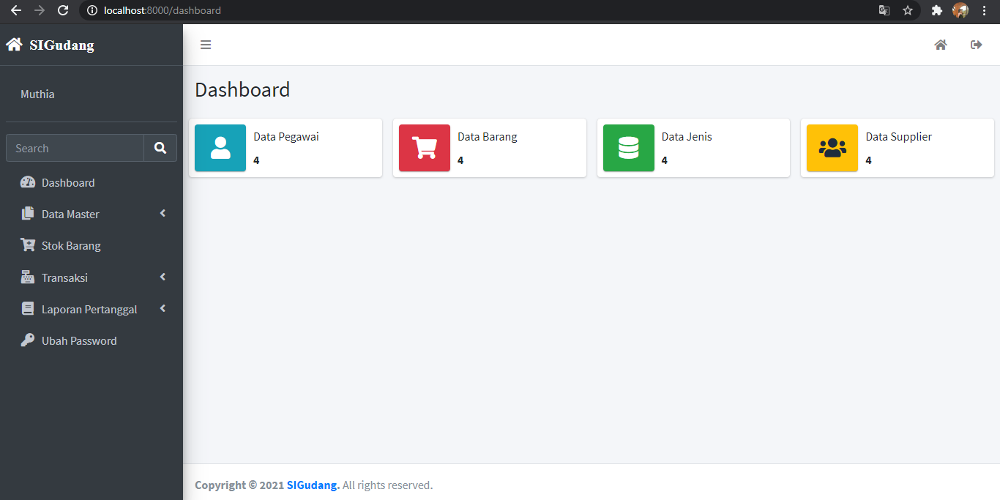 localhost:8000/dashboard
SIGudang
Muthia
Search
Dashboard
Data Master
Stok Barang
Transaksi
Laporan Pertanggal
Ubah Password
Dashboard
Data Pegawai
4
Data Barang
4
Data Jenis
4
Data Supplier
4
Copyright © 2021 SIGudang. All rights reserved.